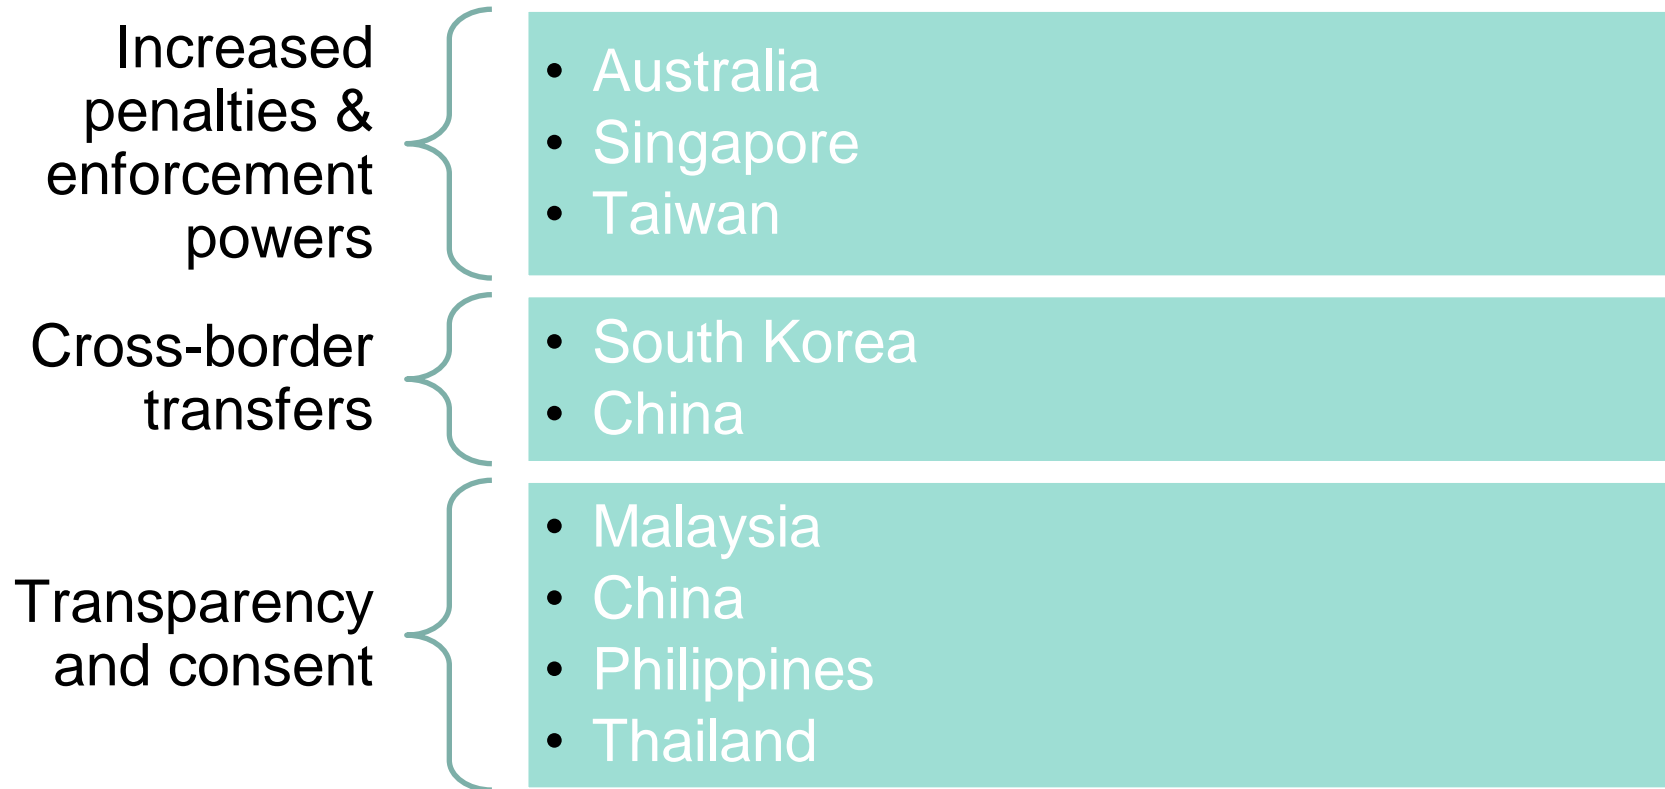 Increased
penalties &
enforcement
powers
• Australia
• Singapore
• Taiwan
Cross-border
transfers
• South Korea
• China
Transparency
and consent
• Malaysia
• China
• Philippines
• Thailand